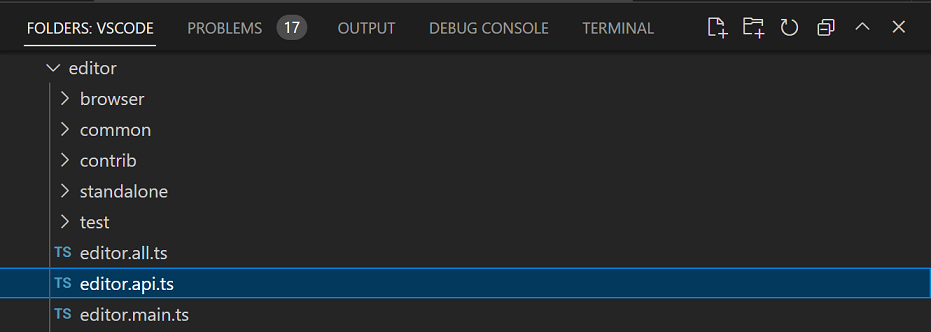 FOLDERS: VSCODE PROBLEMS 17 OUTPUT DEBUG CONSOLE TERMINAL
editor
browser
common
contrib
standalone
test
TS editor.all.ts
TS editor.api.ts
TS editor.main.ts